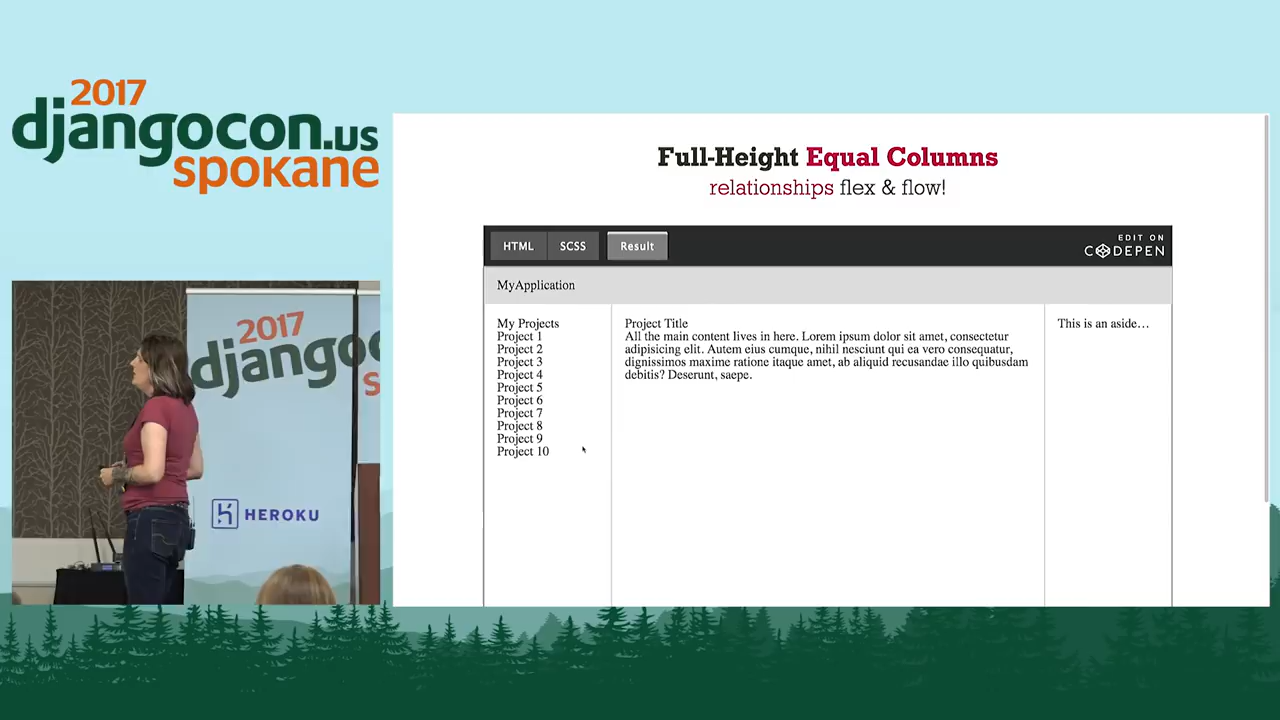 2017
djangocon.us
spokane
2017
django
HEROKU
Full-Height Equal Columns
relationships flex & flow!
HTML
SCSS
Result
EDIT ON
CODEPEN
MyApplication
My Projects
Project 1
Project 2
Project 3
Project 4
Project 5
Project 6
Project 7
Project 8
Project 9
Project 10
Project Title
All the main content lives in here. Lorem ipsum dolor sit amet, consectetur
adipisicing elit. Autem eius cumque, nihil nesciunt qui ea vero consequatur,
dignissimos maxime ratione itaque amet, ab aliquid recusandae illo quibusdam
debitis? Deserunt, saepe.
This is an aside…